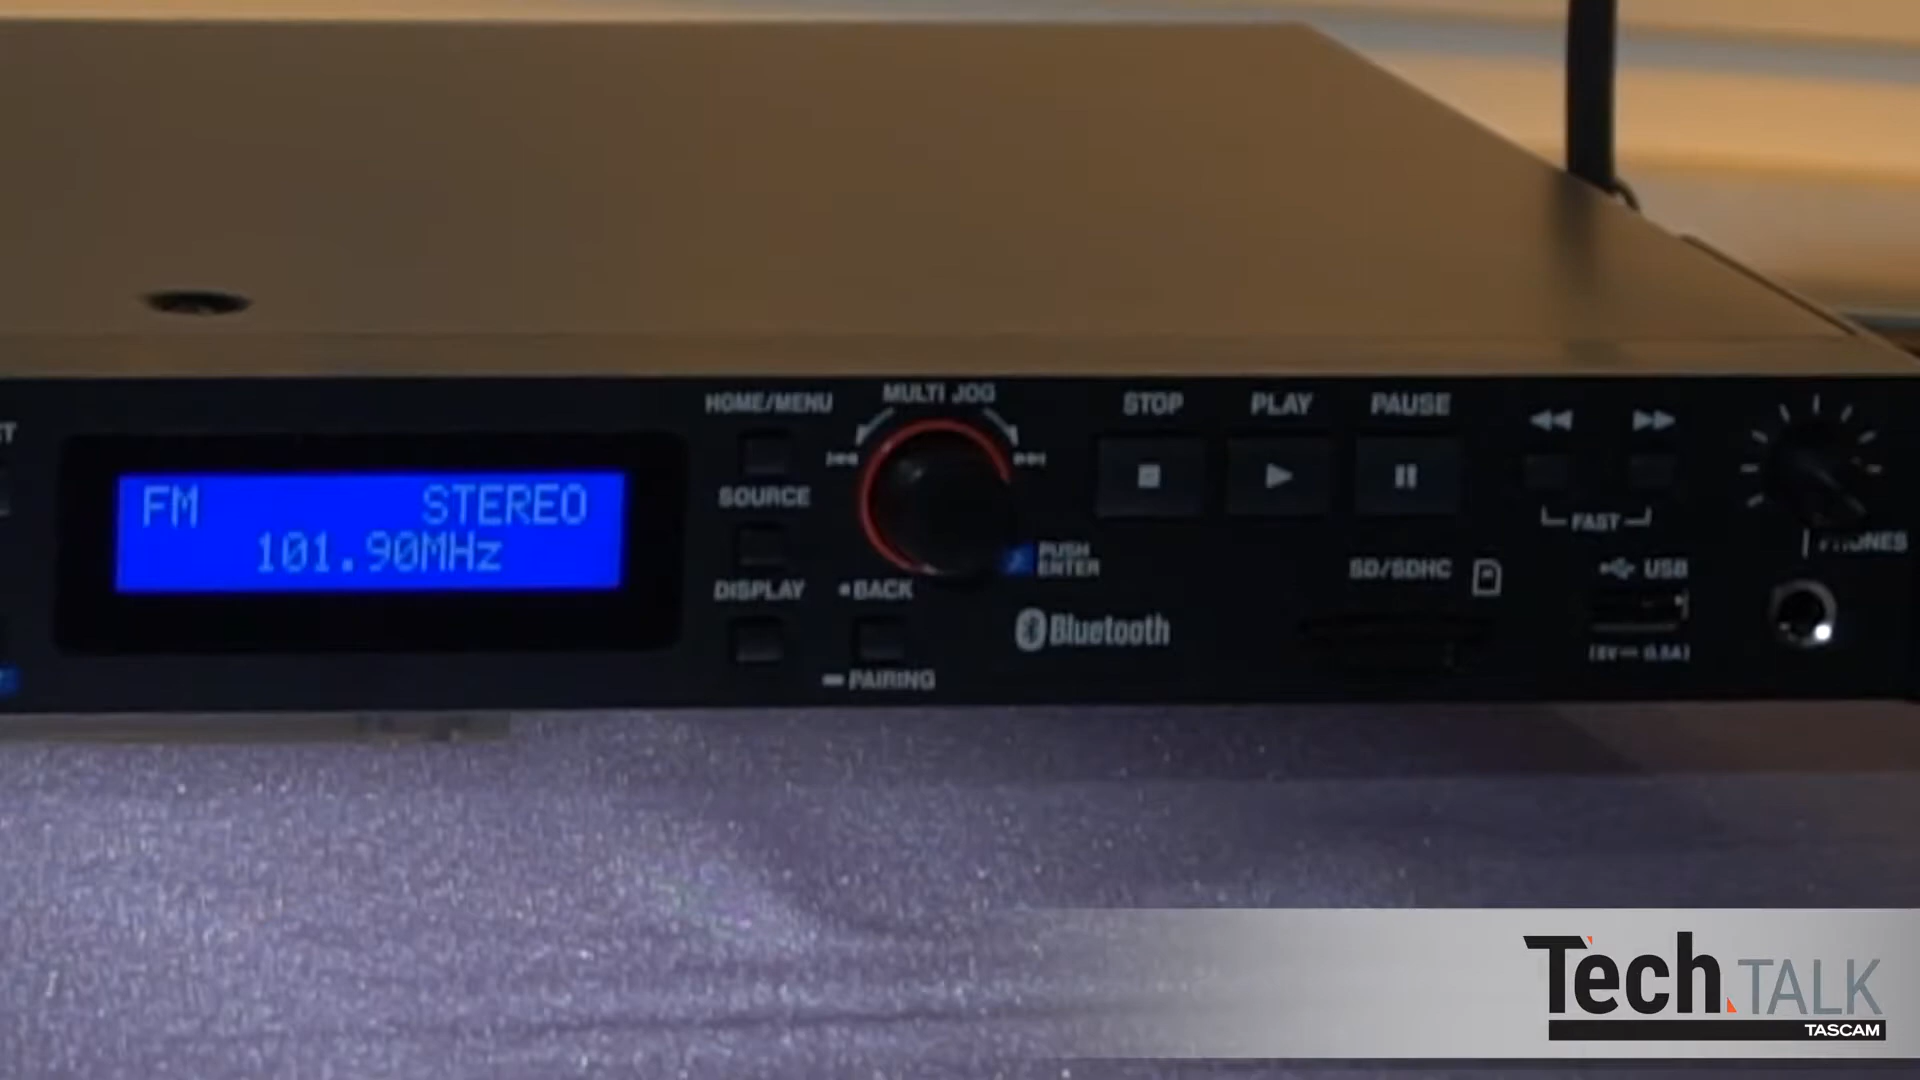 HOME/MENU
MULTI JOG
STOP
PLAY
PAUSE
FM STEREO
101.90MHz
SOURCE
PUSH
ENTER
FAST
PHONES
DISPLAY
BACK
SD/SDHC
USB
Bluetooth
PAIRING
Tech.TALK
TASCAM